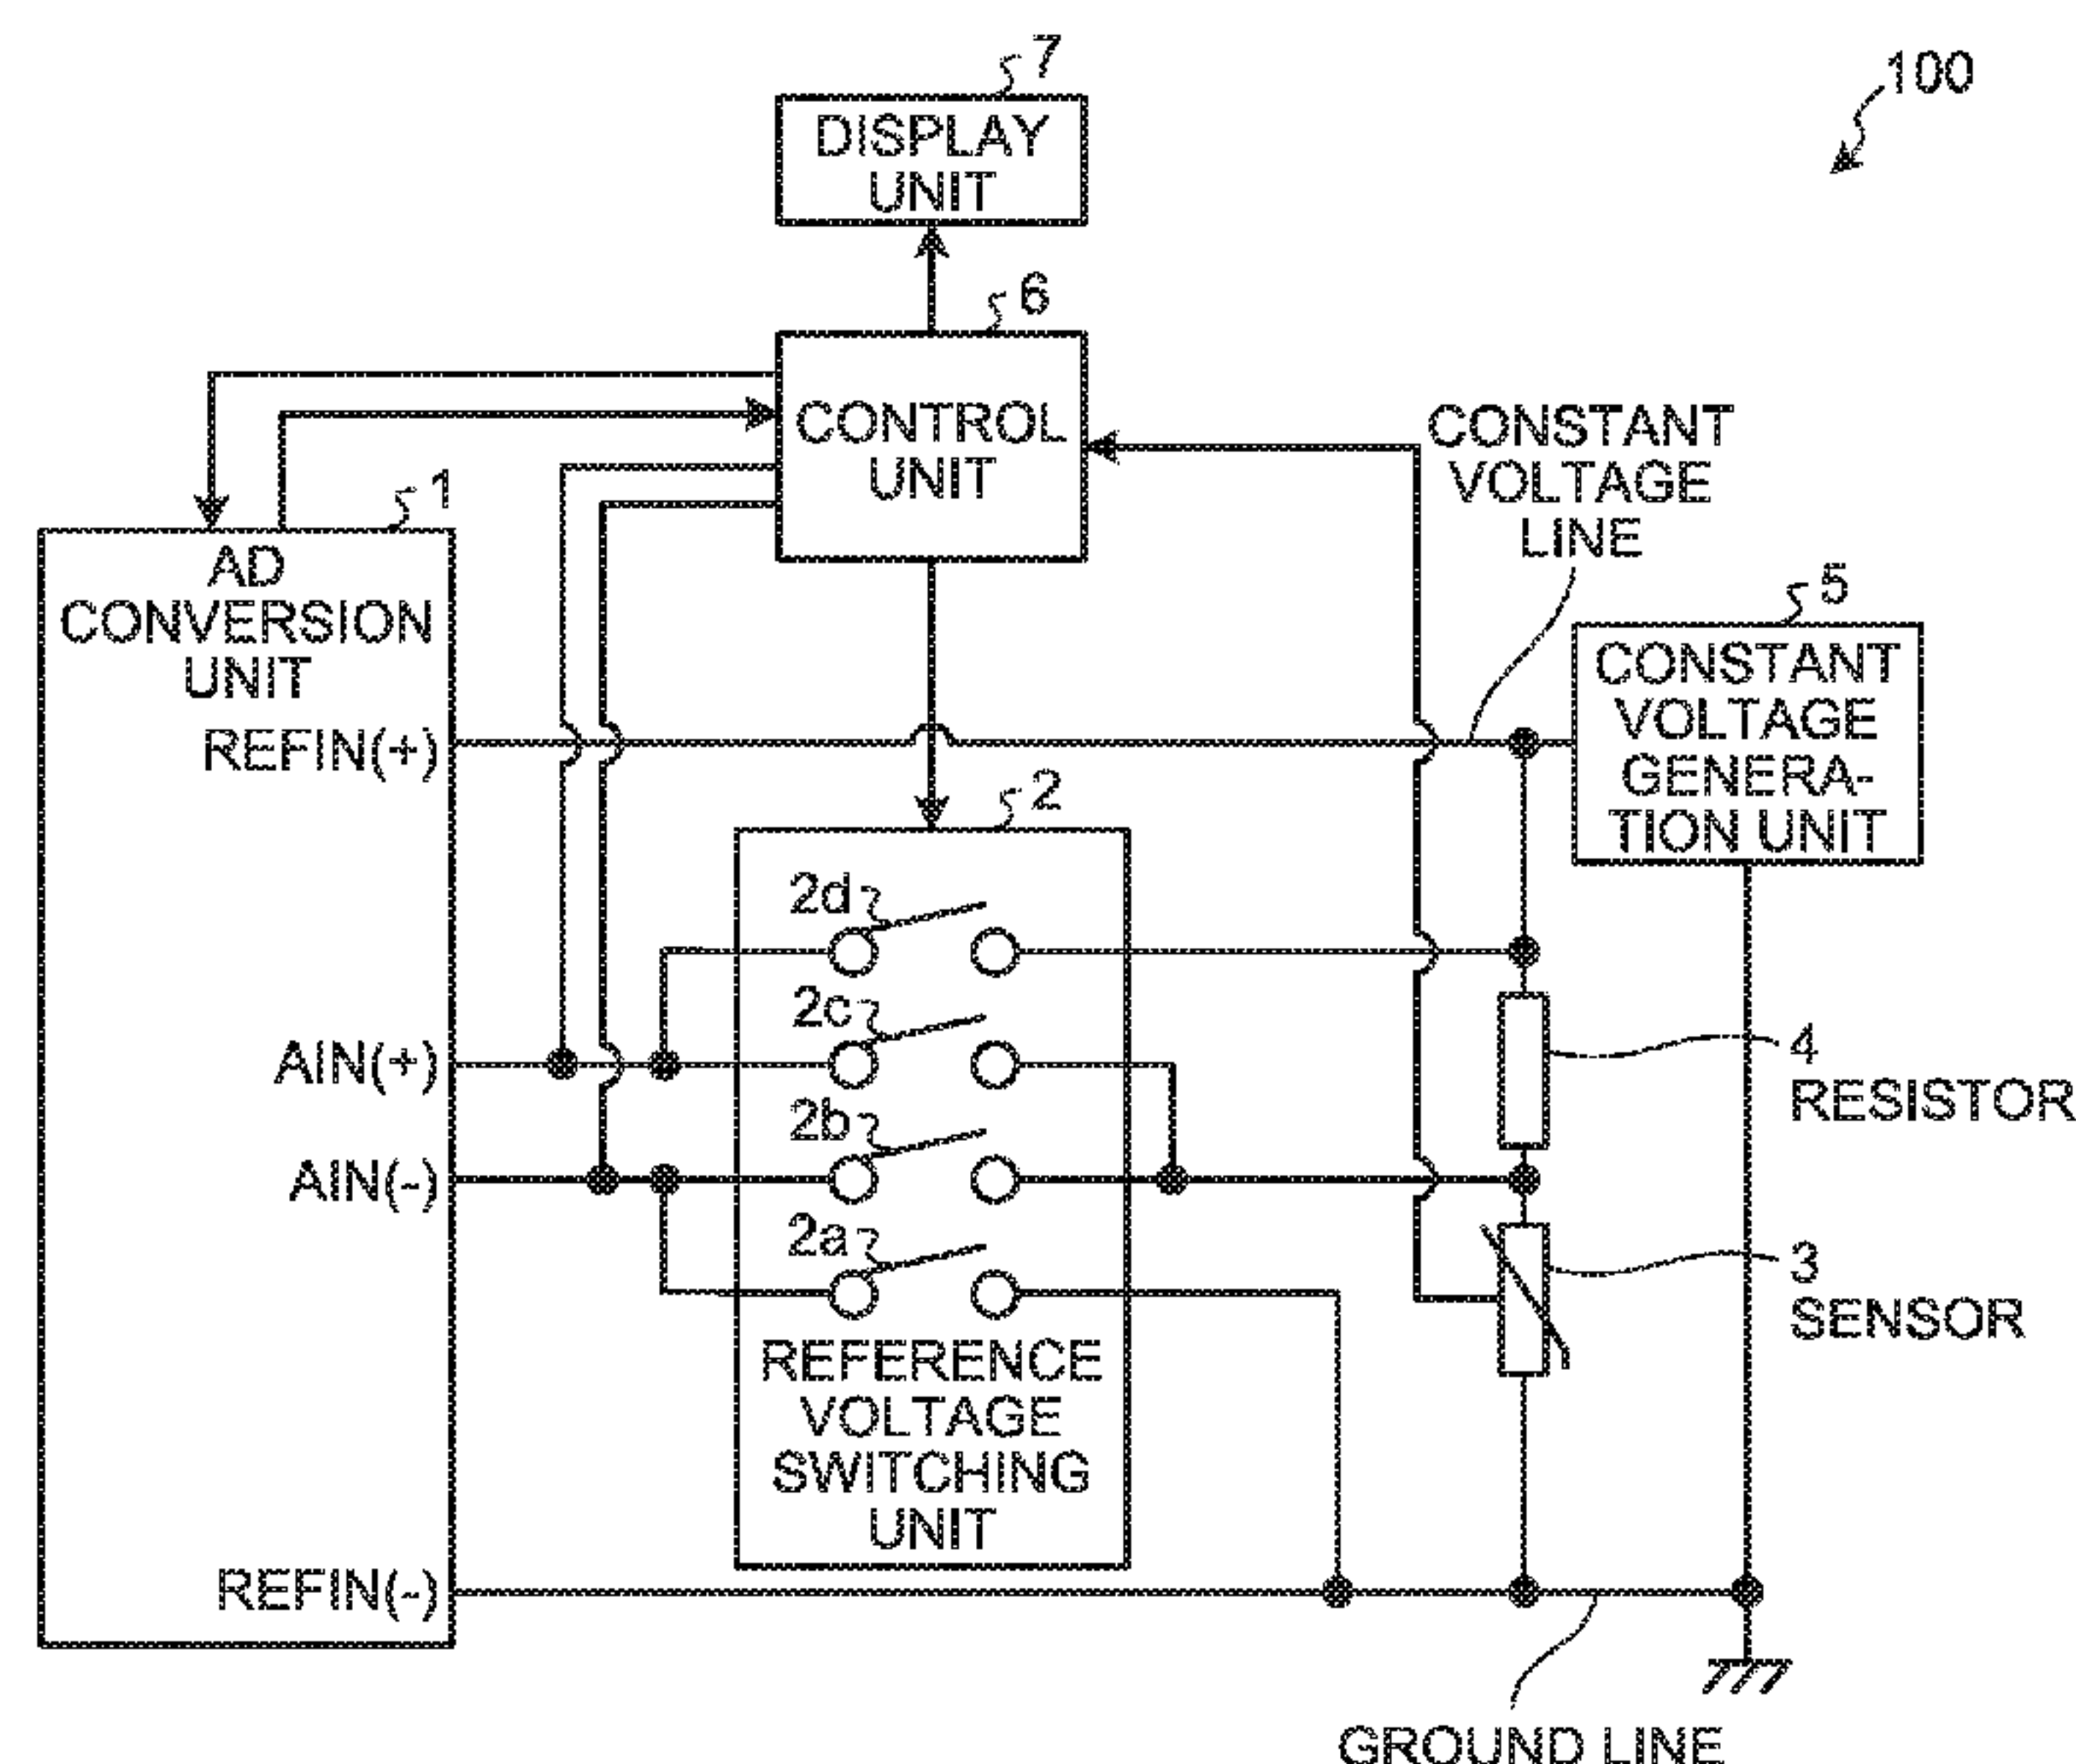 7
100
DISPLAY
UNIT
6
CONTROL
UNIT
CONSTANT
VOLTAGE
LINE
1
AD
CONVERSION
UNIT
5
CONSTANT
VOLTAGE
GENERA-
TION UNIT
REFIN(+)
2
2d
2c
AIN(+)
4
RESISTOR
2b
AIN(-)
2a
3
SENSOR
REFERENCE
VOLTAGE
SWITCHING
UNIT
REFIN(-)
GROUND LINE